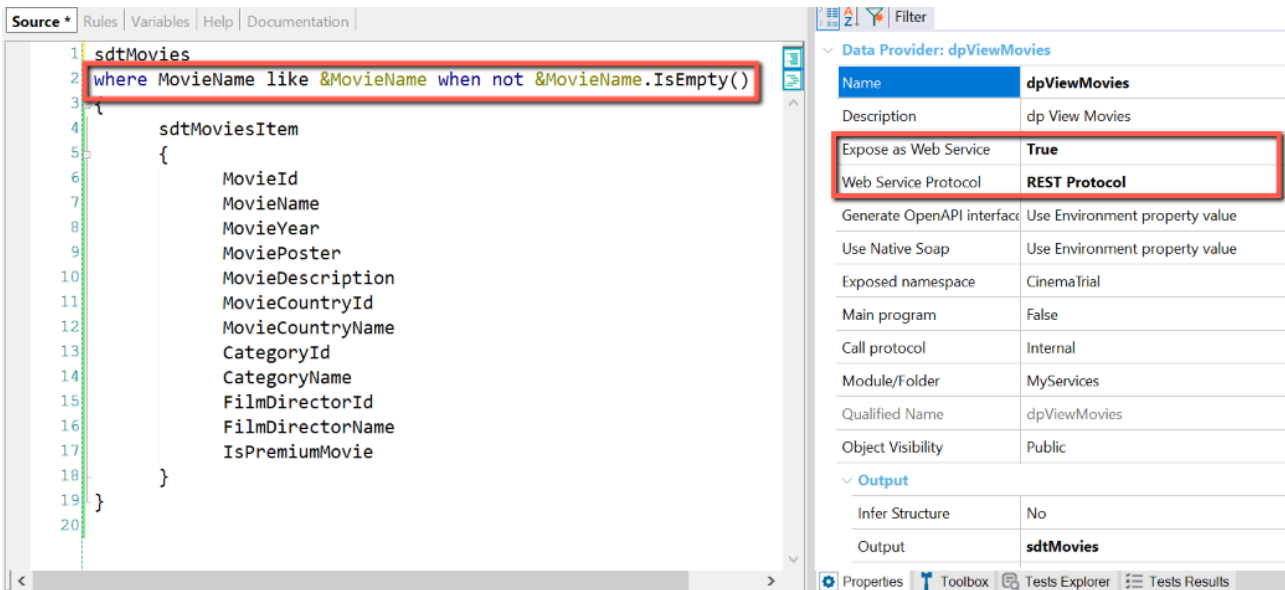 Source * Rules Variables Help Documentation
1 sdtMovies
2 where MovieName like &MovieName when not &MovieName.IsEmpty()
3 {
4 sdtMoviesItem
5 {
6 MovieId
7 MovieName
8 MovieYear
9 MoviePoster
10 MovieDescription
11 MovieCountryId
12 MovieCountryName
13 CategoryId
14 CategoryName
15 FilmDirectorId
16 FilmDirectorName
17 IsPremiumMovie
18 }
19 }
20
Filter
Data Provider: dpViewMovies
Name dpViewMovies
Description dp View Movies
Expose as Web Service True
Web Service Protocol REST Protocol
Generate OpenAPI interface Use Environment property value
Use Native Soap Use Environment property value
Exposed namespace CinemaTrial
Main program False
Call protocol Internal
Module/Folder MyServices
Qualified Name dpViewMovies
Object Visibility Public
Output
Infer Structure No
Output sdtMovies
Properties Toolbox Tests Explorer Tests Results